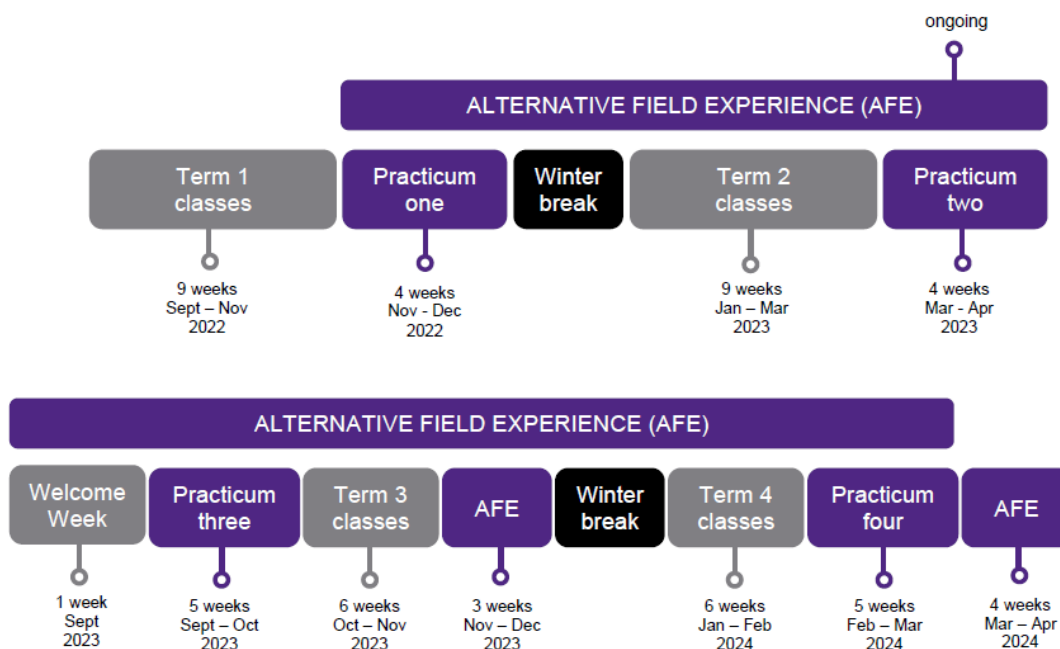 ongoing
ALTERNATIVE FIELD EXPERIENCE (AFE)
Term 1
classes
Practicum
one
Winter
break
Term 2
classes
Practicum
two
9 weeks
Sept – Nov
2022
4 weeks
Nov - Dec
2022
9 weeks
Jan – Mar
2023
4 weeks
Mar - Apr
2023
ALTERNATIVE FIELD EXPERIENCE (AFE)
Welcome
Week
Practicum
three
Term 3
classes
AFE
Winter
break
Term 4
classes
Practicum
four
AFE
1 week
Sept
2023
5 weeks
Sept – Oct
2023
6 weeks
Oct – Nov
2023
3 weeks
Nov – Dec
2023
6 weeks
Jan – Feb
2024
5 weeks
Feb – Mar
2024
4 weeks
Mar – Apr
2024